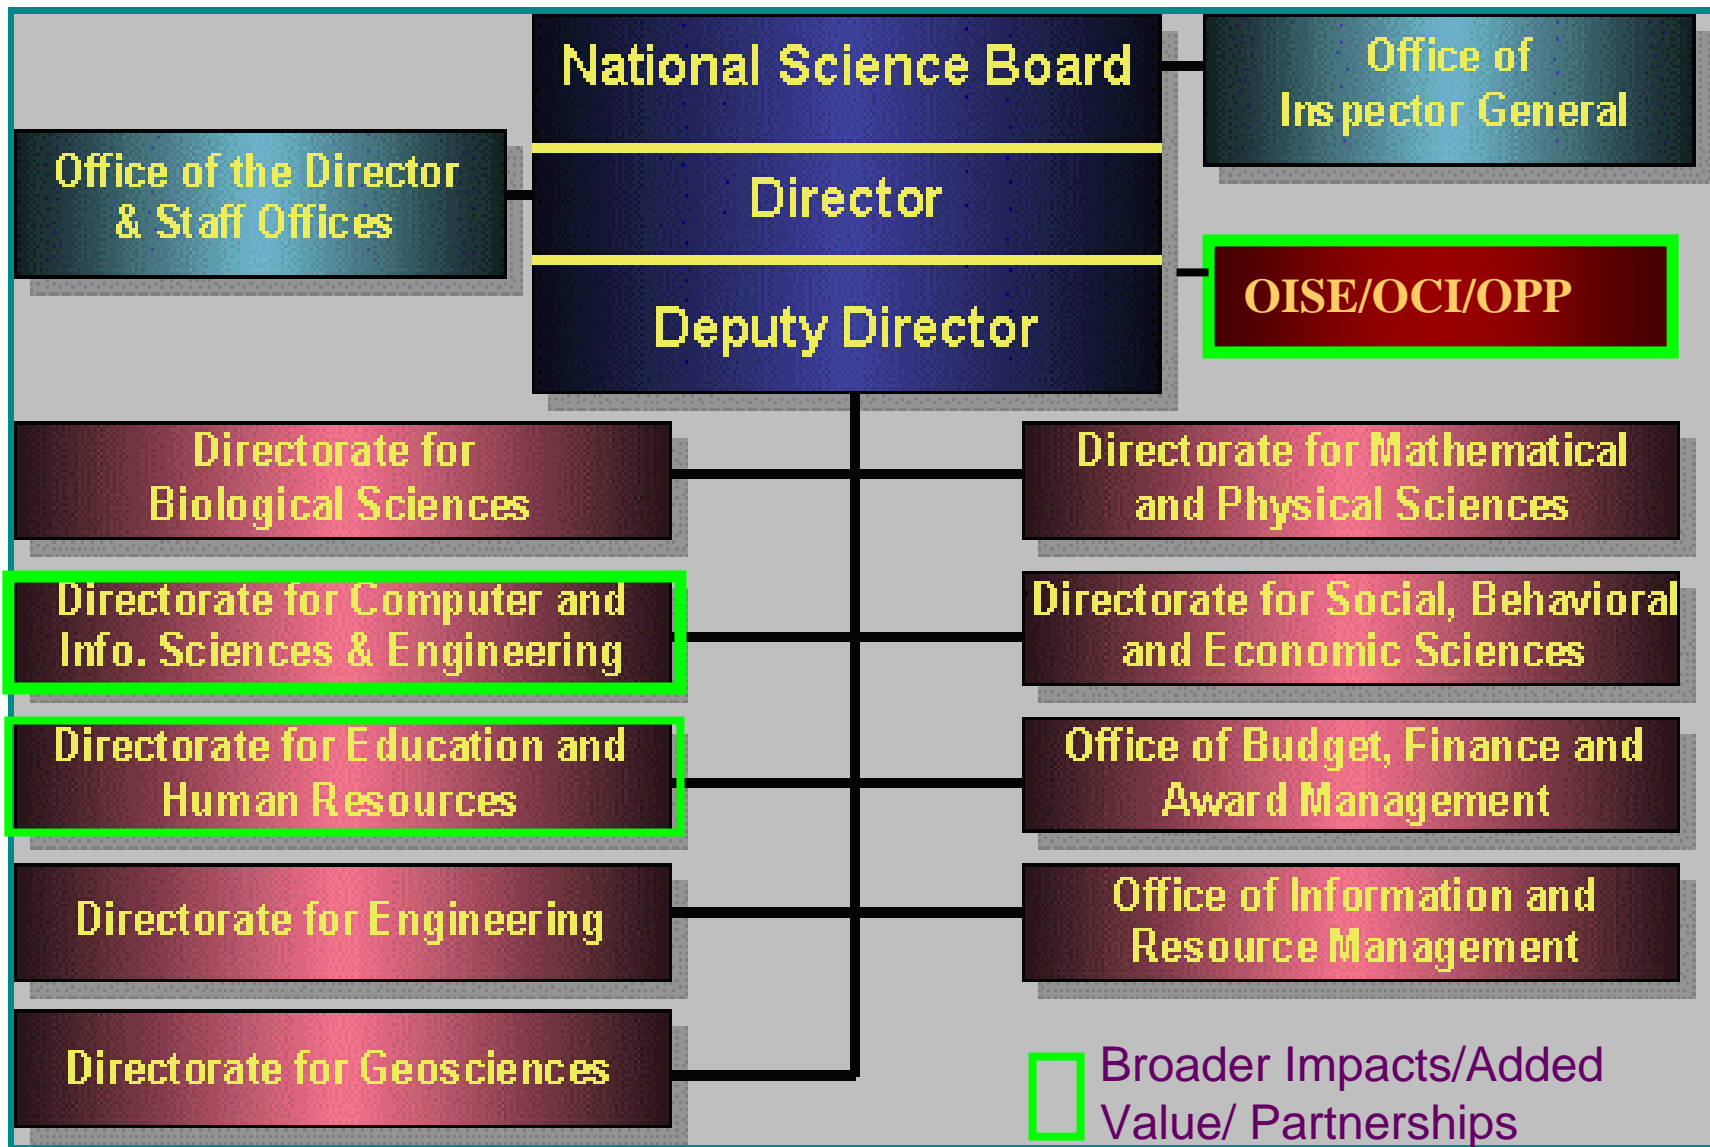 National Science Board
Office of
Inspector General
Office of the Director
& Staff Offices
Director
OISE/OCI/OPP
Deputy Director
Directorate for
Biological Sciences
Directorate for Mathematical
and Physical Sciences
Directorate for Computer and
Info. Sciences & Engineering
Directorate for Social, Behavioral
and Economic Sciences
Directorate for Education and
Human Resources
Office of Budget, Finance and
Award Management
Directorate for Engineering
Office of Information and
Resource Management
Directorate for Geosciences
Broader Impacts/Added
Value/ Partnerships